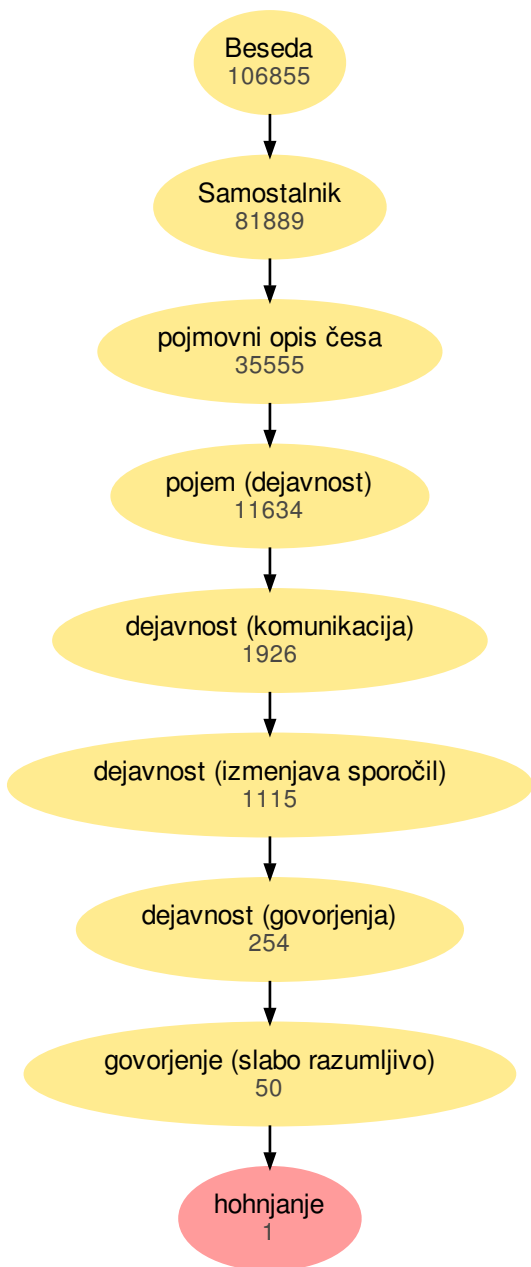 Beseda
106855
Samostalnik
81889
pojmovni opis česa
35555
pojem (dejavnost)
11634
dejavnost (komunikacija)
1926
dejavnost (izmenjava sporočil)
1115
dejavnost (govorjenja)
254
govorjenje (slabo razumljivo)
50
hohnjanje
1